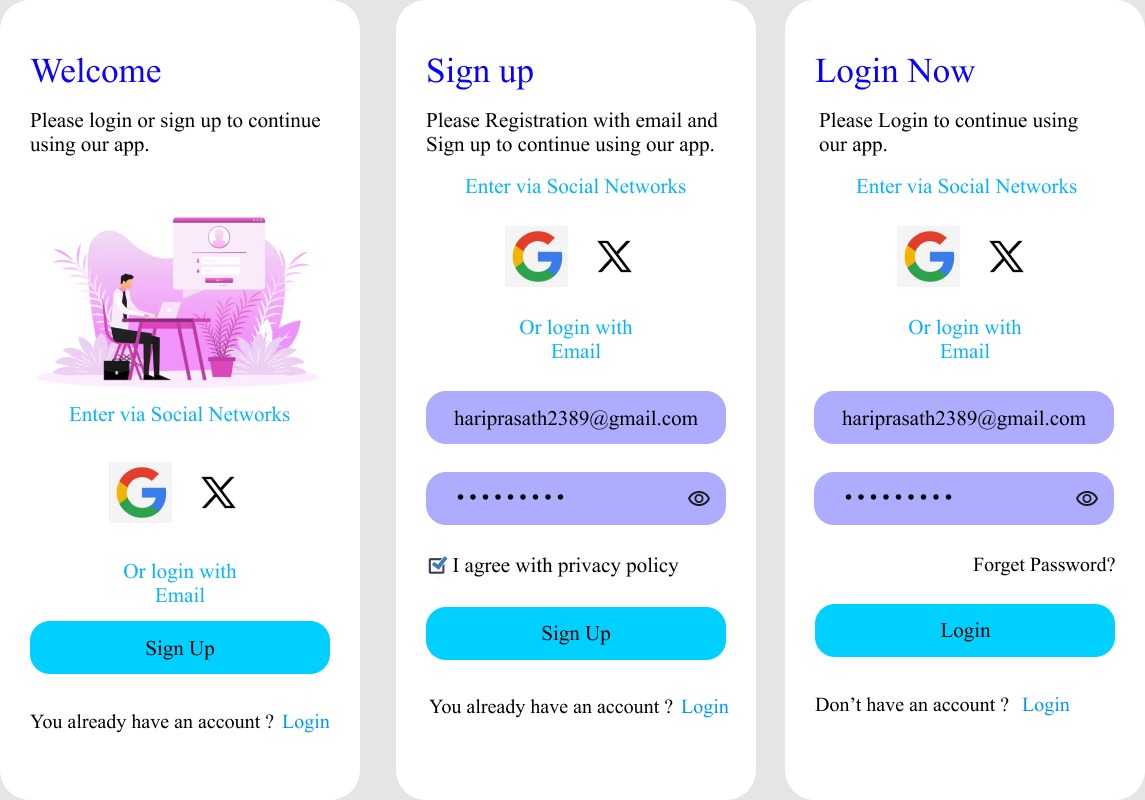 Welcome
Please login or sign up to continue
using our app.
Enter via Social Networks
Or login with
Email
Sign Up
You already have an account ? Login
Sign up
Please Registration with email and
Sign up to continue using our app.
Enter via Social Networks
Or login with
Email
hariprasath2389@gmail.com
•••••••••
I agree with privacy policy
Sign Up
You already have an account ? Login
Login Now
Please Login to continue using
our app.
Enter via Social Networks
Or login with
Email
hariprasath2389@gmail.com
•••••••••
Forget Password?
Login
Don’t have an account ? Login